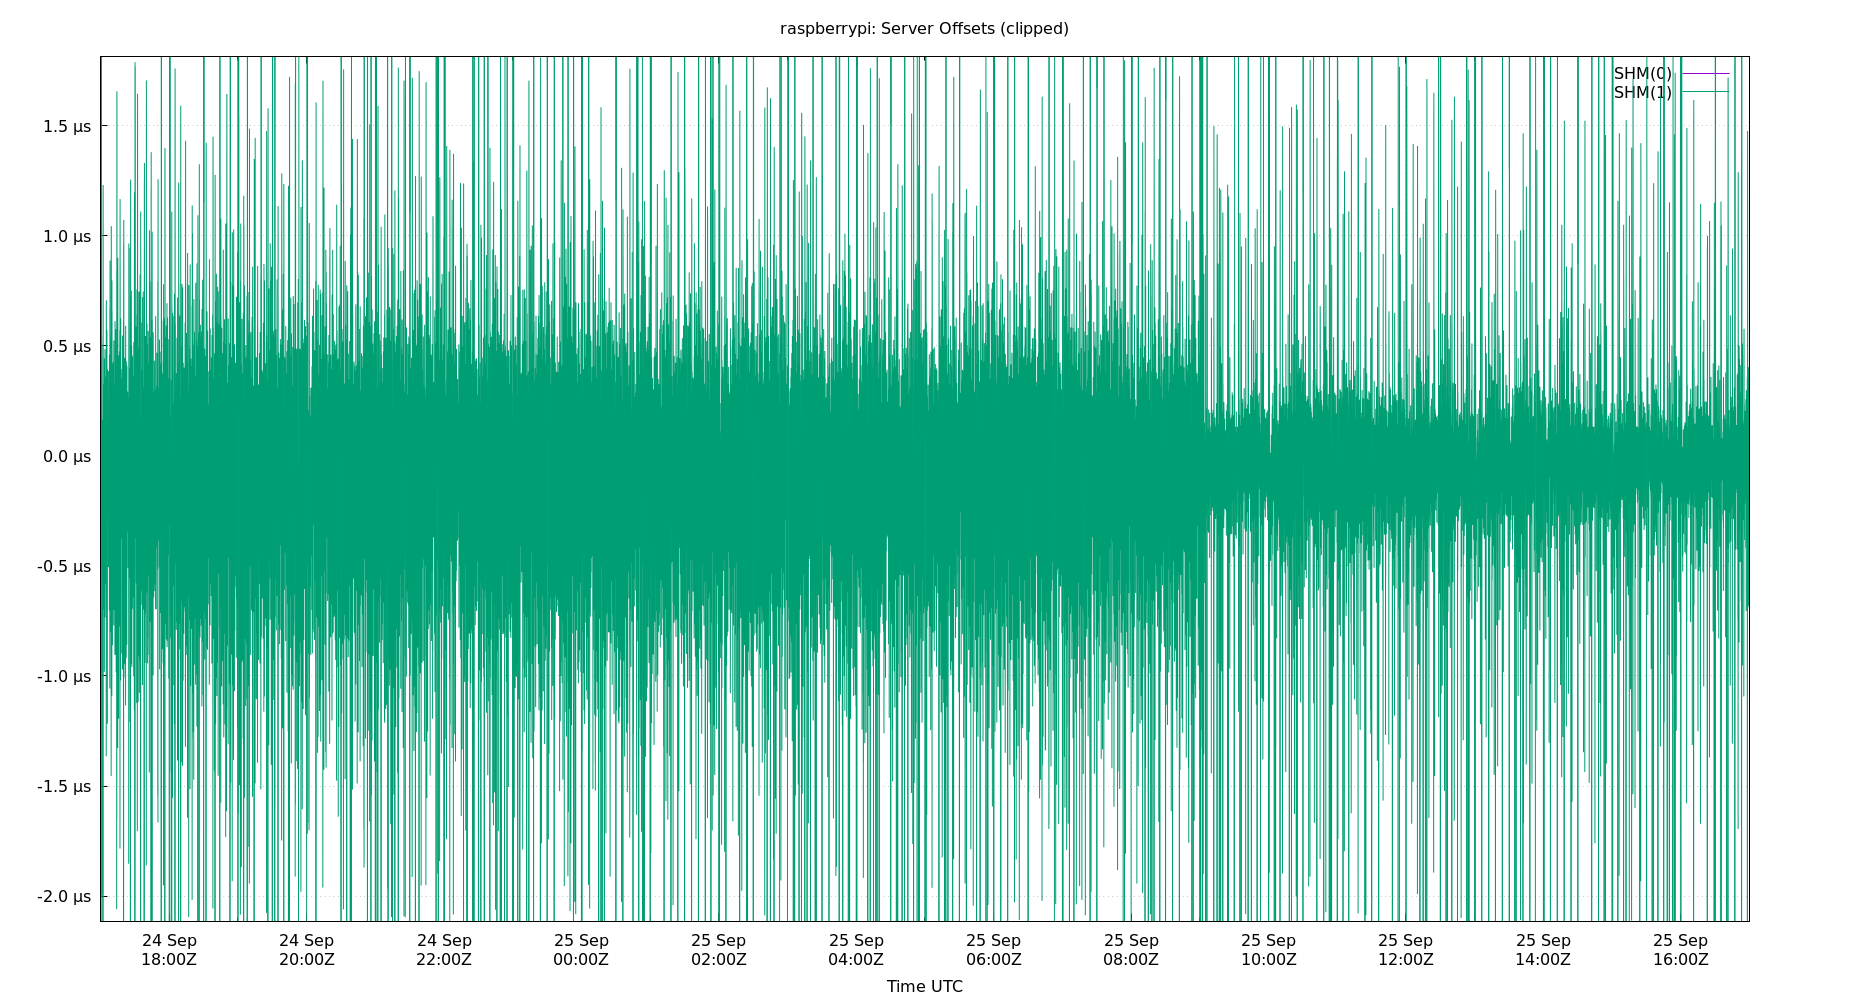 raspberrypi: Server Offsets (clipped)
SHM(0)
SHM(1)
1.5 µs
1.0 µs
0.5 µs
0.0 µs
-0.5 µs
-1.0 µs
-1.5 µs
-2.0 µs
24 Sep 24 Sep 24 Sep 25 Sep 25 Sep 25 Sep 25 Sep 25 Sep 25 Sep 25 Sep 25 Sep 25 Sep
18:00Z 20:00Z 22:00Z 00:00Z 02:00Z 04:00Z 06:00Z 08:00Z 10:00Z 12:00Z 14:00Z 16:00Z
Time UTC